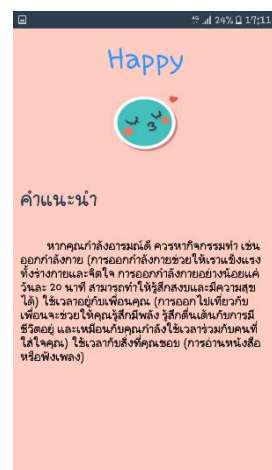 4G 24% 17:11
Happy
คำแนะนำ
หากคุณกำลังอารมณ์ดี ควรหากิจกรรมทำ เช่น
ออกกำลังกาย (การออกกำลังกายช่วยให้เราแข็งแรง
ทั้งร่างกายและจิตใจ การออกกำลังกายอย่างน้อยแค่
วันละ 20 นาที สามารถทำให้รู้สึกสงบและมีความสุข
ได้) ใช้เวลาอยู่กับเพื่อนคุณ (การออกไปเที่ยวกับ
เพื่อนจะช่วยให้คุณรู้สึกมีพลัง รู้สึกตื่นเต้นกับการมี
ชีวิตอยู่ และเหมือนกับคุณกำลังใช้เวลาร่วมกับคนที่
ใส่ใจคุณ) ใช้เวลากับสิ่งที่คุณชอบ (การอ่านหนังสือ
หรือฟังเพลง)